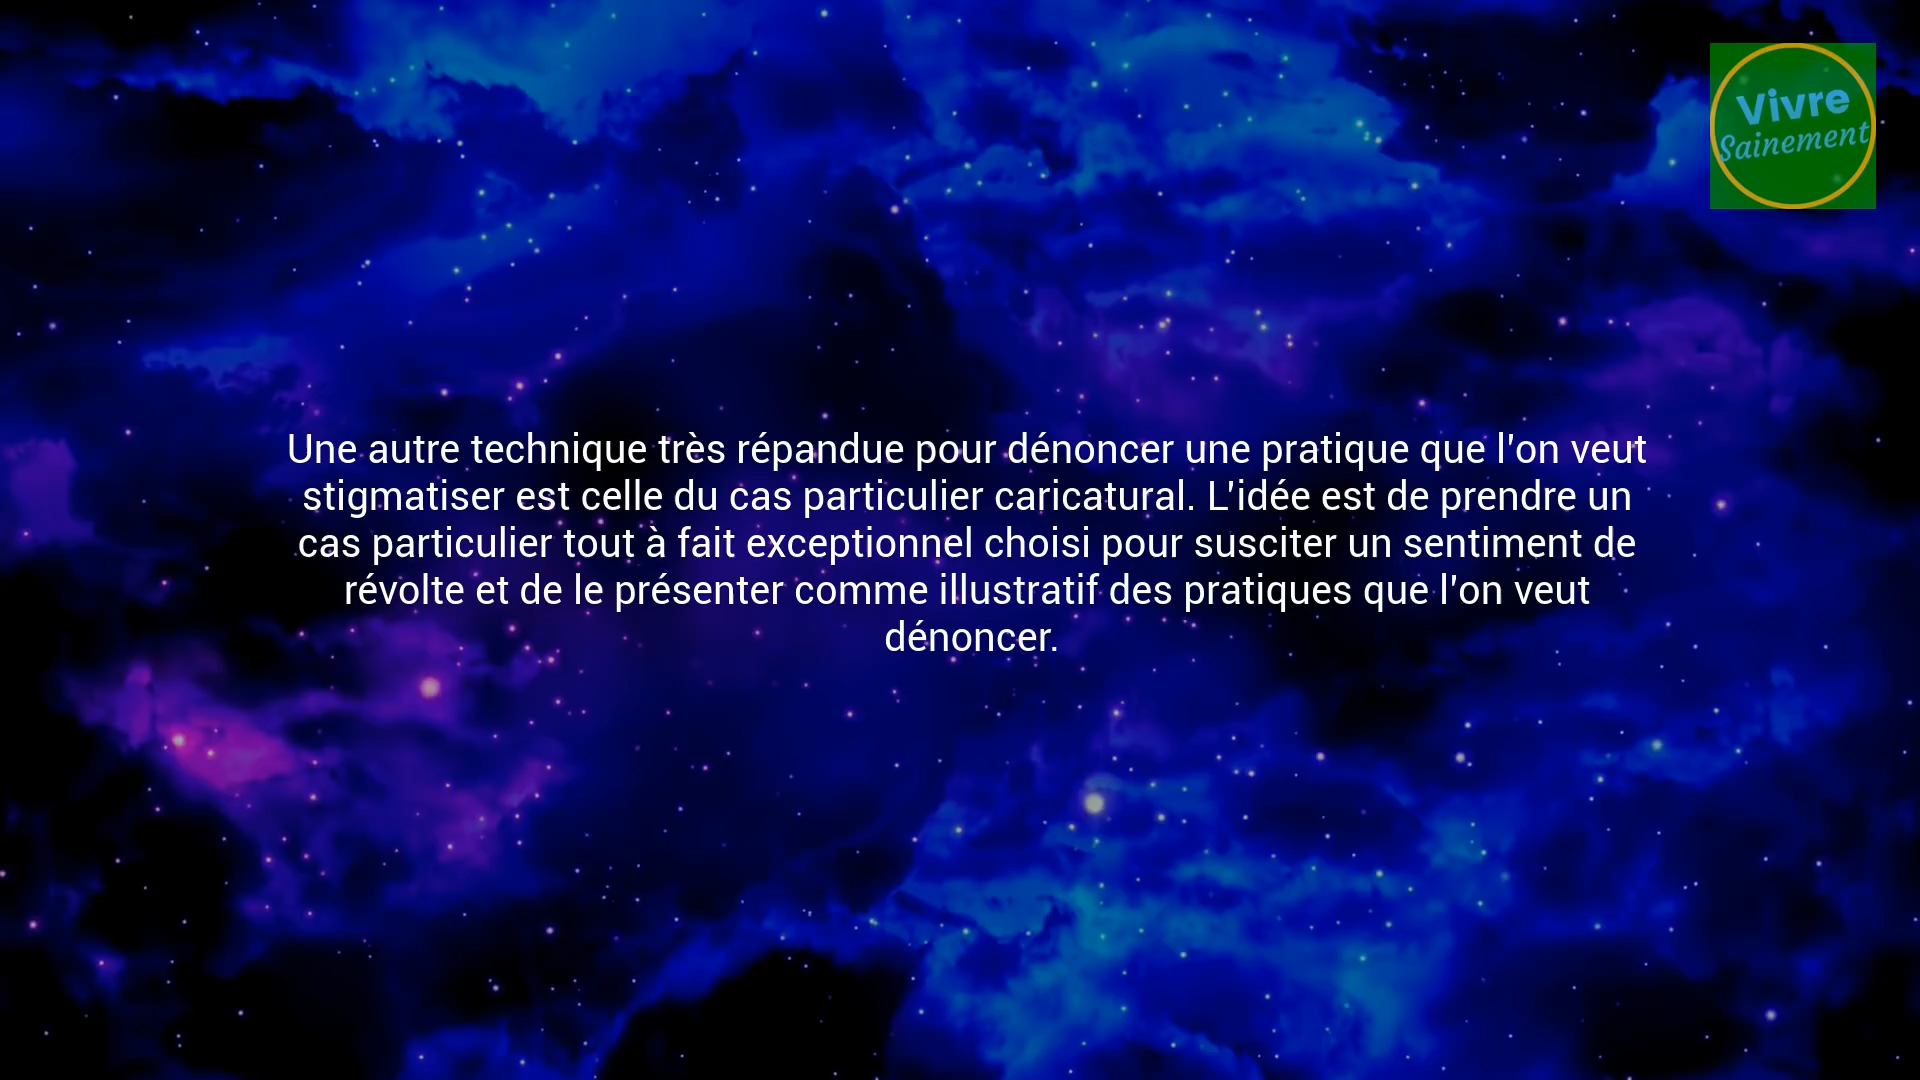 Vivre
Sainement
Une autre technique très répandue pour dénoncer une pratique que l'on veut
stigmatiser est celle du cas particulier caricatural. L'idée est de prendre un
cas particulier tout à fait exceptionnel choisi pour susciter un sentiment de
révolte et de le présenter comme illustratif des pratiques que l'on veut
dénoncer.